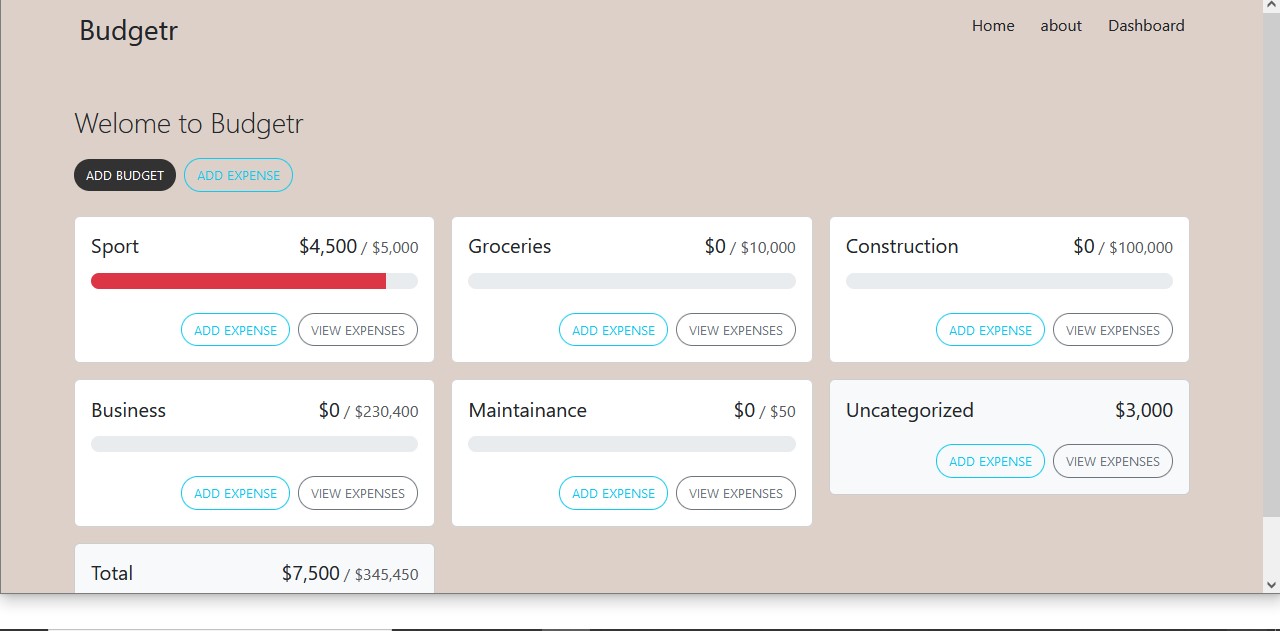 Budgetr
Home about Dashboard
Welome to Budgetr
ADD BUDGET ADD EXPENSE
Sport $4,500 / $5,000
ADD EXPENSE VIEW EXPENSES
Groceries $0 / $10,000
ADD EXPENSE VIEW EXPENSES
Construction $0 / $100,000
ADD EXPENSE VIEW EXPENSES
Business $0 / $230,400
ADD EXPENSE VIEW EXPENSES
Maintainance $0 / $50
ADD EXPENSE VIEW EXPENSES
Uncategorized $3,000
ADD EXPENSE VIEW EXPENSES
Total $7,500 / $345,450